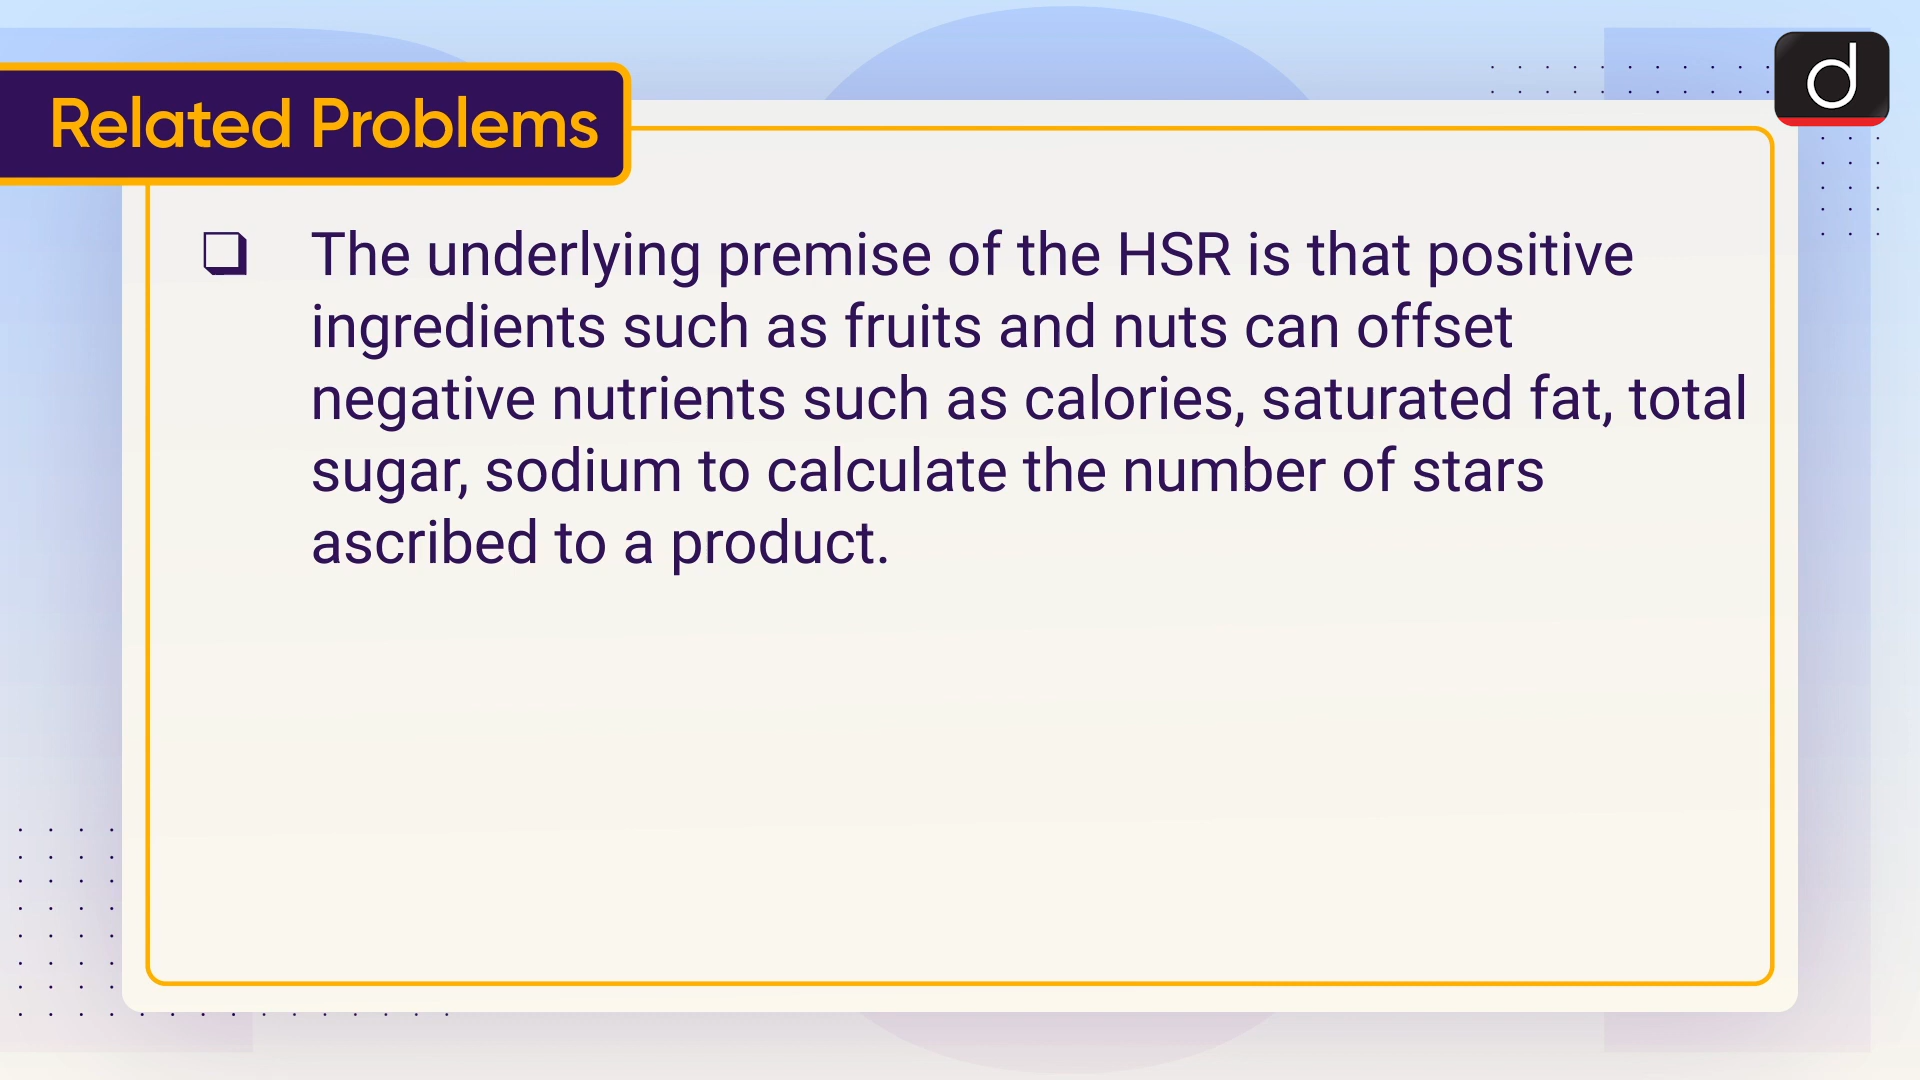 Related Problems
d
❑ The underlying premise of the HSR is that positive
ingredients such as fruits and nuts can offset
negative nutrients such as calories, saturated fat, total
sugar, sodium to calculate the number of stars
ascribed to a product.